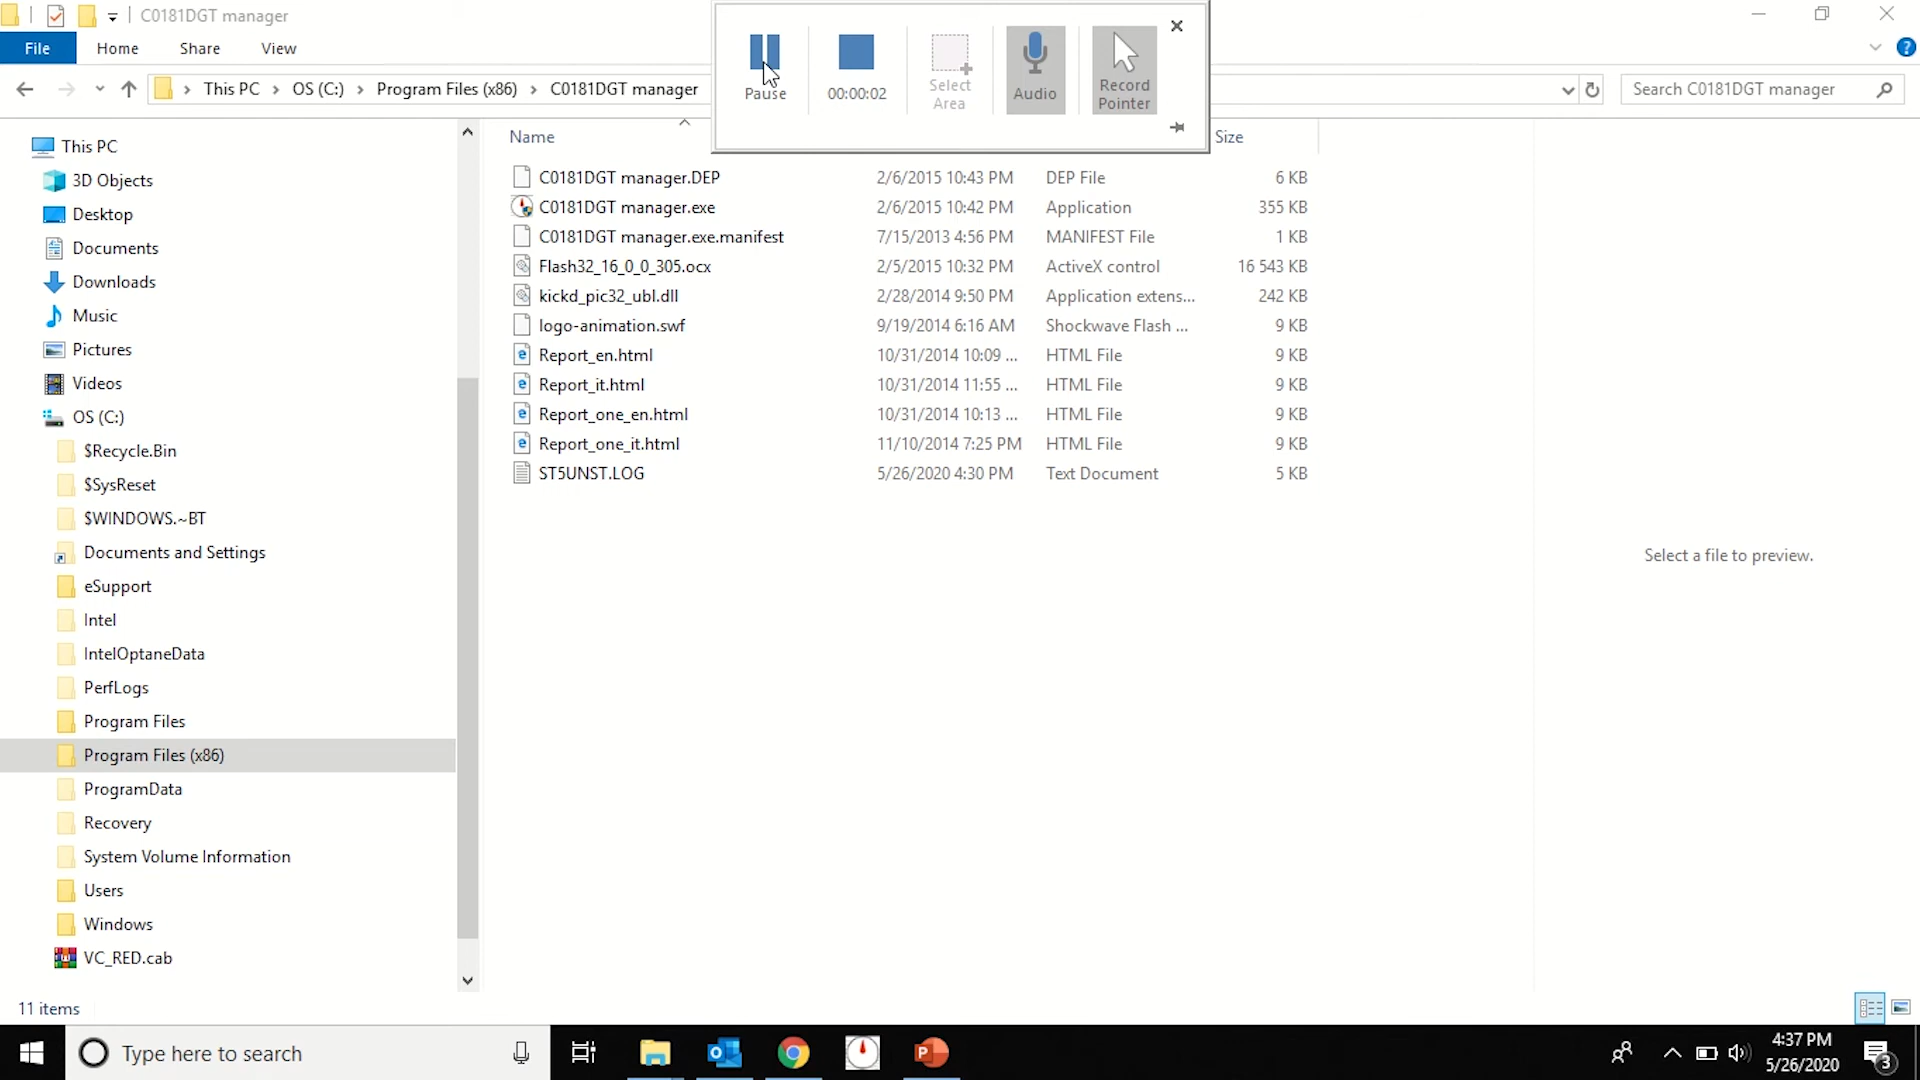 C0181DGT manager
File Home Share View
This PC OS (C:) Program Files (x86) C0181DGT manager
Search C0181DGT manager
Pause 00:00:02 Select Area Audio Record Pointer
This PC
3D Objects
Desktop
Documents
Downloads
Music
Pictures
Videos
OS (C:)
$Recycle.Bin
$SysReset
$WINDOWS.~BT
Documents and Settings
eSupport
Intel
IntelOptaneData
PerfLogs
Program Files
Program Files (x86)
ProgramData
Recovery
System Volume Information
Users
Windows
VC_RED.cab
Name Size
C0181DGT manager.DEP 2/6/2015 10:43 PM DEP File 6 KB
C0181DGT manager.exe 2/6/2015 10:42 PM Application 355 KB
C0181DGT manager.exe.manifest 7/15/2013 4:56 PM MANIFEST File 1 KB
Flash32_16_0_0_305.ocx 2/5/2015 10:32 PM ActiveX control 16 543 KB
kickd_pic32_ubl.dll 2/28/2014 9:50 PM Application extens... 242 KB
logo-animation.swf 9/19/2014 6:16 AM Shockwave Flash ... 9 KB
Report_en.html 10/31/2014 10:09 ... HTML File 9 KB
Report_it.html 10/31/2014 11:55 ... HTML File 9 KB
Report_one_en.html 10/31/2014 10:13 ... HTML File 9 KB
Report_one_it.html 11/10/2014 7:25 PM HTML File 9 KB
ST5UNST.LOG 5/26/2020 4:30 PM Text Document 5 KB
Select a file to preview.
11 items
Type here to search
4:37 PM
5/26/2020
3